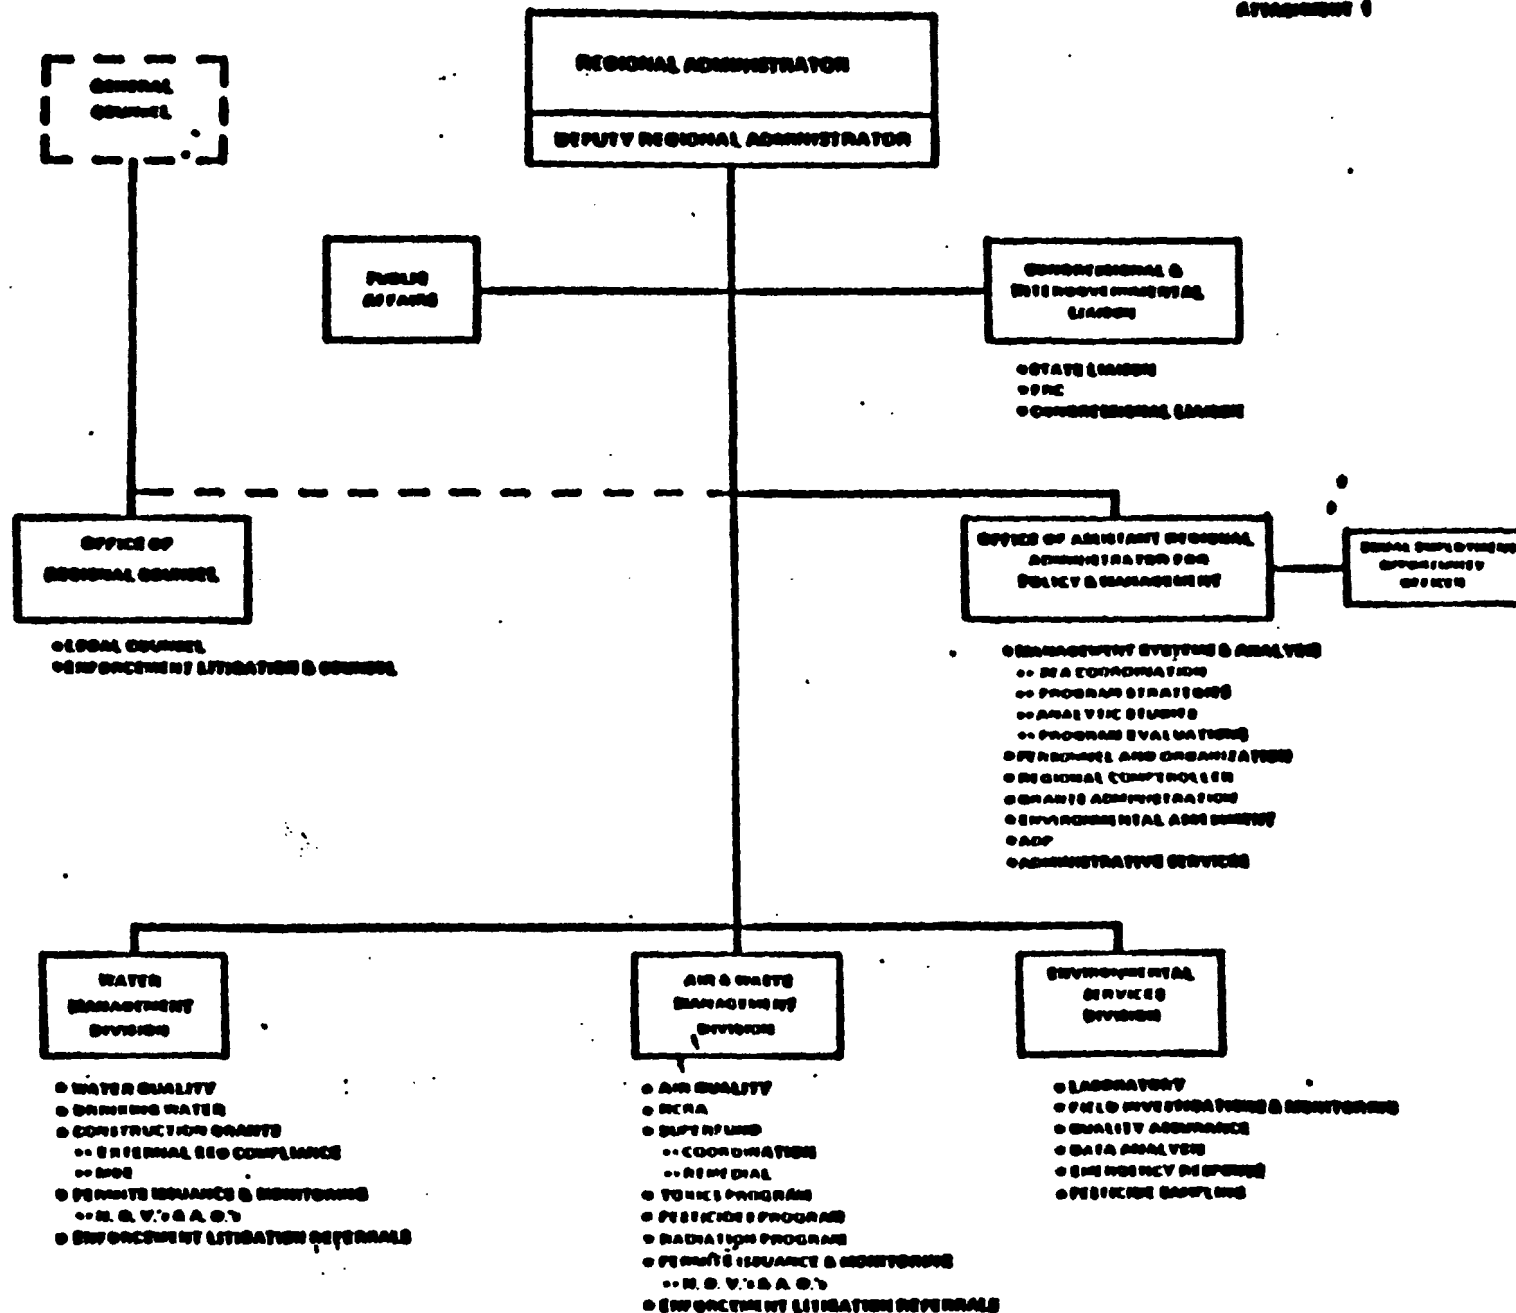 ATTACHMENT 1
REGIONAL ADMINISTRATOR
DEPUTY REGIONAL ADMINISTRATOR
GENERAL
COUNSEL
PUBLIC
AFFAIRS
CONGRESSIONAL &
INTERGOVERNMENTAL
LIAISON
• STATE LIAISON
• FRC
• CONGRESSIONAL LIAISON
OFFICE OF
REGIONAL COUNSEL
• LEGAL COUNSEL
• ENFORCEMENT LITIGATION & COUNSEL
OFFICE OF ASSISTANT REGIONAL
ADMINISTRATOR FOR
POLICY & MANAGEMENT
EQUAL EMPLOYMENT
OPPORTUNITY
OFFICER
• MANAGEMENT SYSTEMS & ANALYSIS
•• SEA COORDINATION
•• PROGRAM STRATEGIES
•• ANALYTIC STUDIES
•• PROGRAM EVALUATIONS
• PERSONNEL AND ORGANIZATION
• REGIONAL COMPTROLLER
• GRANTS ADMINISTRATION
• ENVIRONMENTAL ASSESSMENT
• ADP
• ADMINISTRATIVE SERVICES
WATER
MANAGEMENT
DIVISION
• WATER QUALITY
• DRINKING WATER
• CONSTRUCTION GRANTS
•• EXTERNAL EEO COMPLIANCE
•• MBE
• PERMITS ISSUANCE & MONITORING
•• N. O. V.'s & A. O.'s
• ENFORCEMENT LITIGATION REFERRALS
AIR & WASTE
MANAGEMENT
DIVISION
• AIR QUALITY
• RCRA
• SUPERFUND
•• COORDINATION
•• REMEDIAL
• TOXICS PROGRAM
• PESTICIDES PROGRAM
• RADIATION PROGRAM
• PERMITS ISSUANCE & MONITORING
•• N. O. V.'s & A. O.'s
• ENFORCEMENT LITIGATION REFERRALS
ENVIRONMENTAL
SERVICES
DIVISION
• LABORATORY
• FIELD INVESTIGATIONS & MONITORING
• QUALITY ASSURANCE
• DATA ANALYSIS
• EMERGENCY RESPONSE
• PESTICIDE SAMPLING